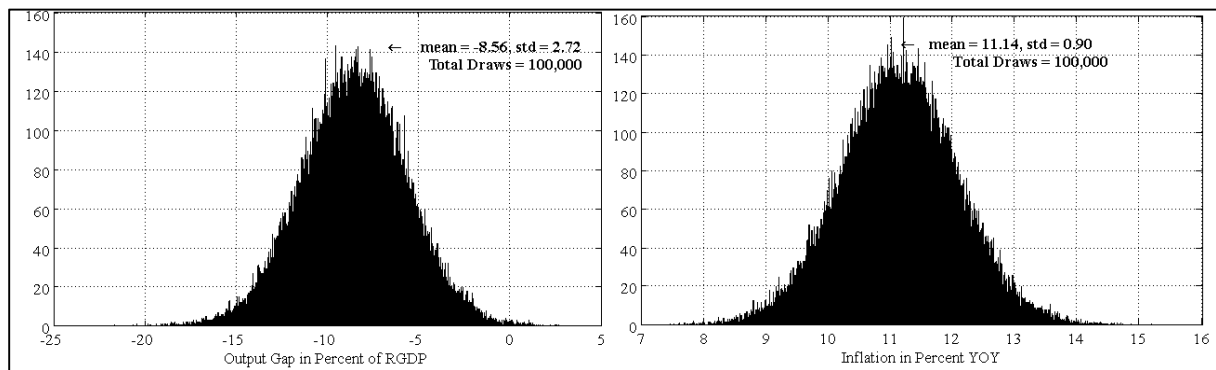 160
140
120
100
80
60
40
20
0
← mean = -8.56, std = 2.72
Total Draws = 100,000
-25 -20 -15 -10 -5 0 5
Output Gap in Percent of RGDP
160
140
120
100
80
60
40
20
0
← mean = 11.14, std = 0.90
Total Draws = 100,000
7 8 9 10 11 12 13 14 15 16
Inflation in Percent YOY